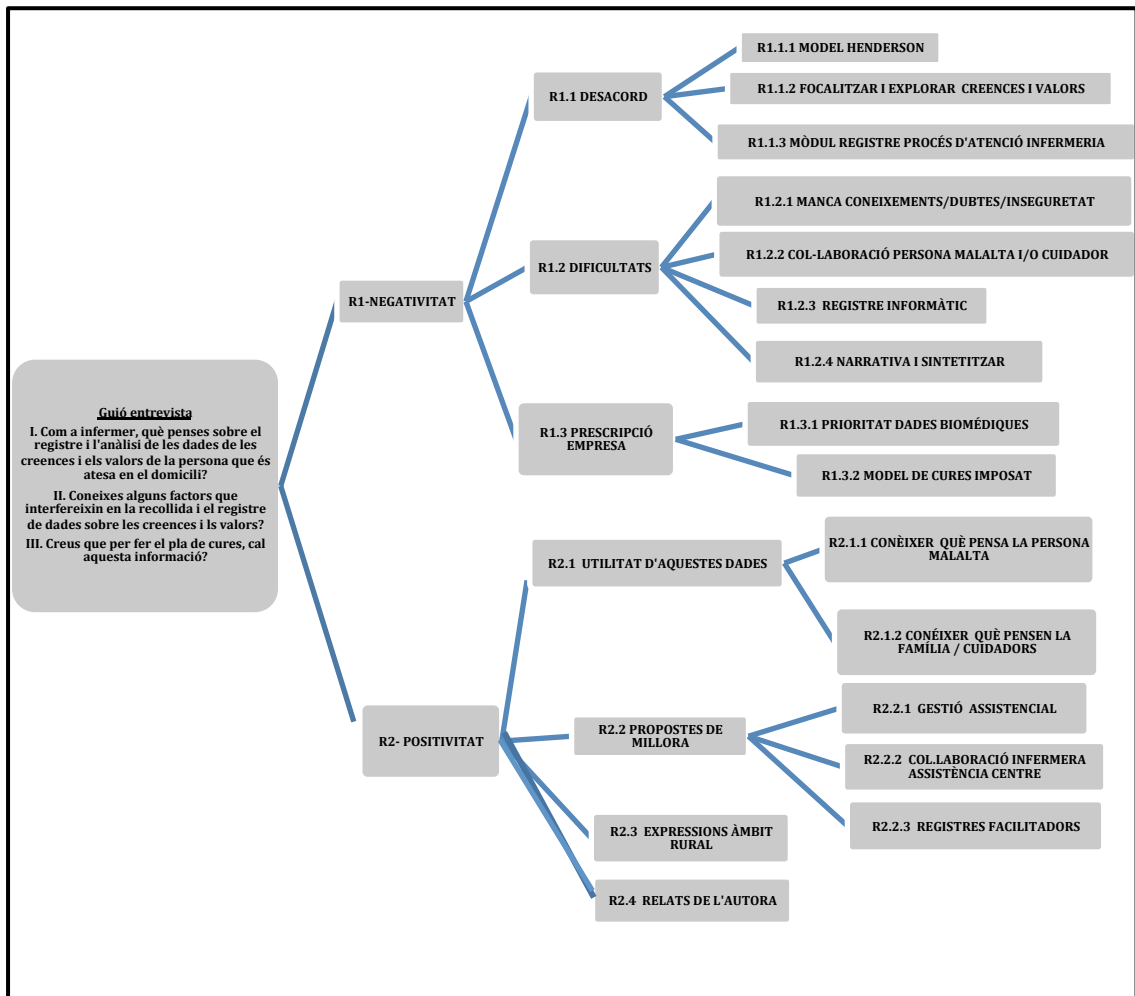 Guió entrevista
I. Com a infermer, què penses sobre el
registre i l'anàlisi de les dades de les
creences i els valors de la persona que és
atesa en el domicili?
II. Coneixes alguns factors que
interfereixin en la recollida i el registre
de dades sobre les creences i ls valors?
III. Creus que per fer el pla de cures, cal
aquesta informació?
R1-NEGATIVITAT
R1.1 DESACORD
R1.1.1 MODEL HENDERSON
R1.1.2 FOCALITZAR I EXPLORAR CREENCES I VALORS
R1.1.3 MÒDUL REGISTRE PROCÉS D'ATENCIÓ INFERMERIA
R1.2 DIFICULTATS
R1.2.1 MANCA CONEIXEMENTS/DUBTES/INSEGURETAT
R1.2.2 COL-LABORACIÓ PERSONA MALALTA I/O CUIDADOR
R1.2.3 REGISTRE INFORMÀTIC
R1.2.4 NARRATIVA I SINTETITZAR
R1.3 PRESCRIPCIÓ
EMPRESA
R1.3.1 PRIORITAT DADES BIOMÉDIQUES
R1.3.2 MODEL DE CURES IMPOSAT
R2- POSITIVITAT
R2.1 UTILITAT D'AQUESTES DADES
R2.1.1 CONÈIXER QUÈ PENSA LA PERSONA
MALALTA
R2.1.2 CONÉIXER QUÈ PENSEN LA
FAMÍLIA / CUIDADORS
R2.2 PROPOSTES DE
MILLORA
R2.2.1 GESTIÓ ASSISTENCIAL
R2.2.2 COL.LABORACIÓ INFERMERA
ASSISTÈNCIA CENTRE
R2.2.3 REGISTRES FACILITADORS
R2.3 EXPRESSIONS ÀMBIT
RURAL
R2.4 RELATS DE L'AUTORA